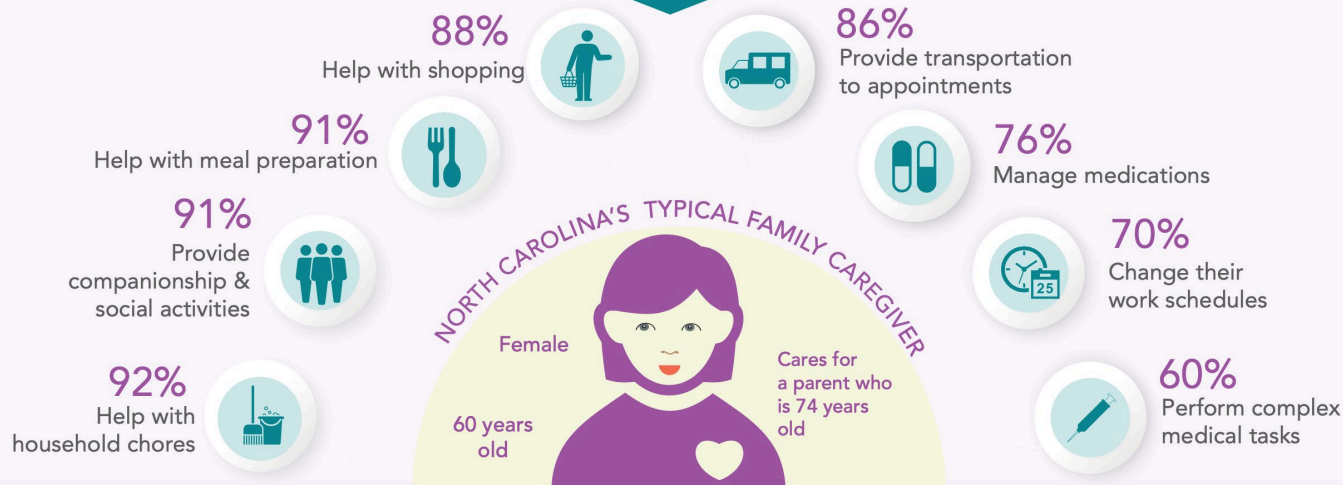 88%
Help with shopping
86%
Provide transportation
to appointments
91%
Help with meal preparation
76%
Manage medications
91%
Provide
companionship &
social activities
70%
Change their
work schedules
25
92%
Help with
household chores
60%
Perform complex
medical tasks
NORTH CAROLINA'S TYPICAL FAMILY CAREGIVER
Female
60 years
old
Cares for
a parent who
is 74 years
old